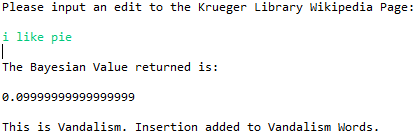 Please input an edit to the Krueger Library Wikipedia Page:
i like pie
The Bayesian Value returned is:
0.09999999999999999
This is Vandalism. Insertion added to Vandalism Words.